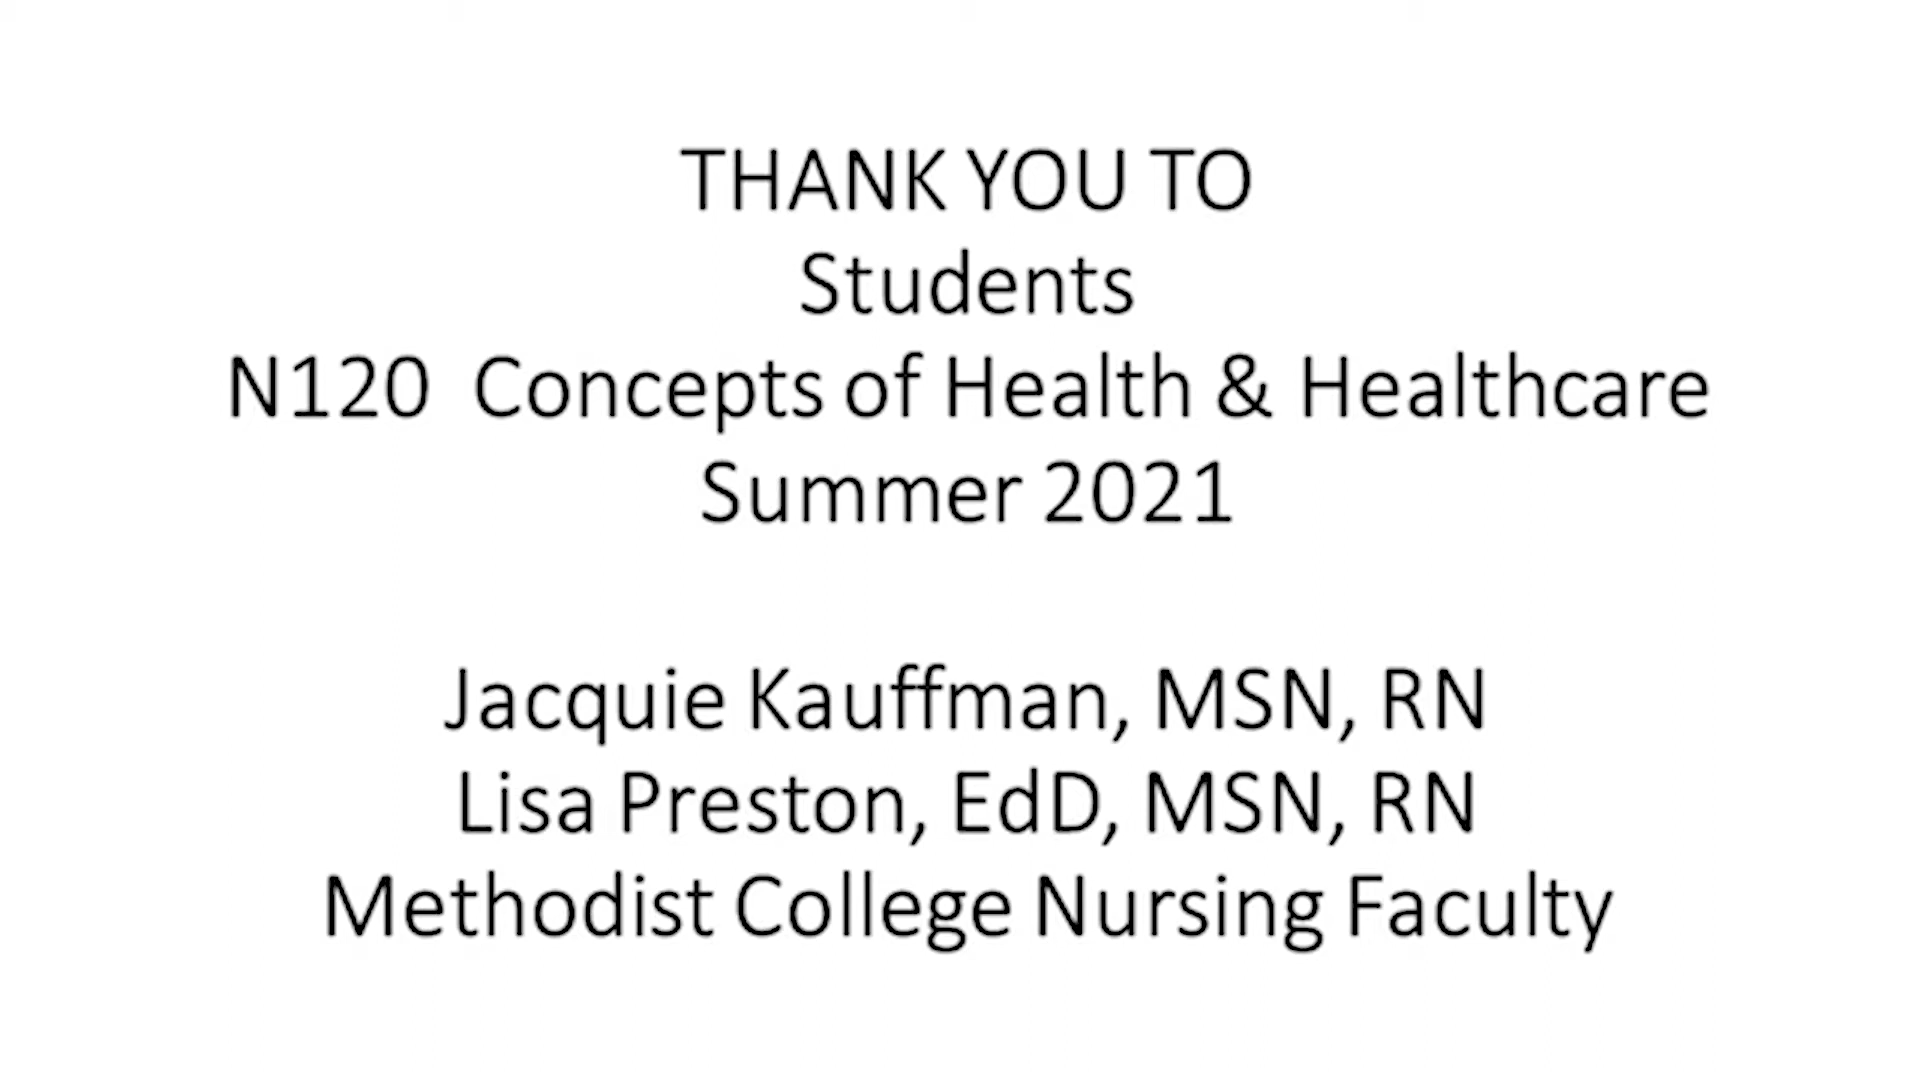 THANK YOU TO
Students
N120  Concepts of Health & Healthcare
Summer 2021
Jacquie Kauffman, MSN, RN
Lisa Preston, EdD, MSN, RN
Methodist College Nursing Faculty